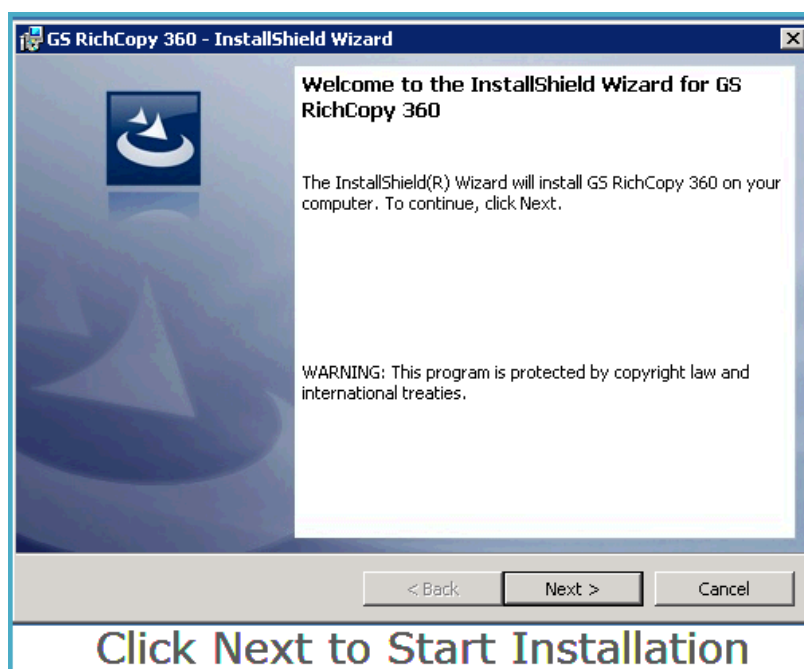 GS RichCopy 360 - InstallShield Wizard
Welcome to the InstallShield Wizard for GS
RichCopy 360
The InstallShield(R) Wizard will install GS RichCopy 360 on your
computer. To continue, click Next.
WARNING: This program is protected by copyright law and
international treaties.
< Back Next > Cancel
Click Next to Start Installation